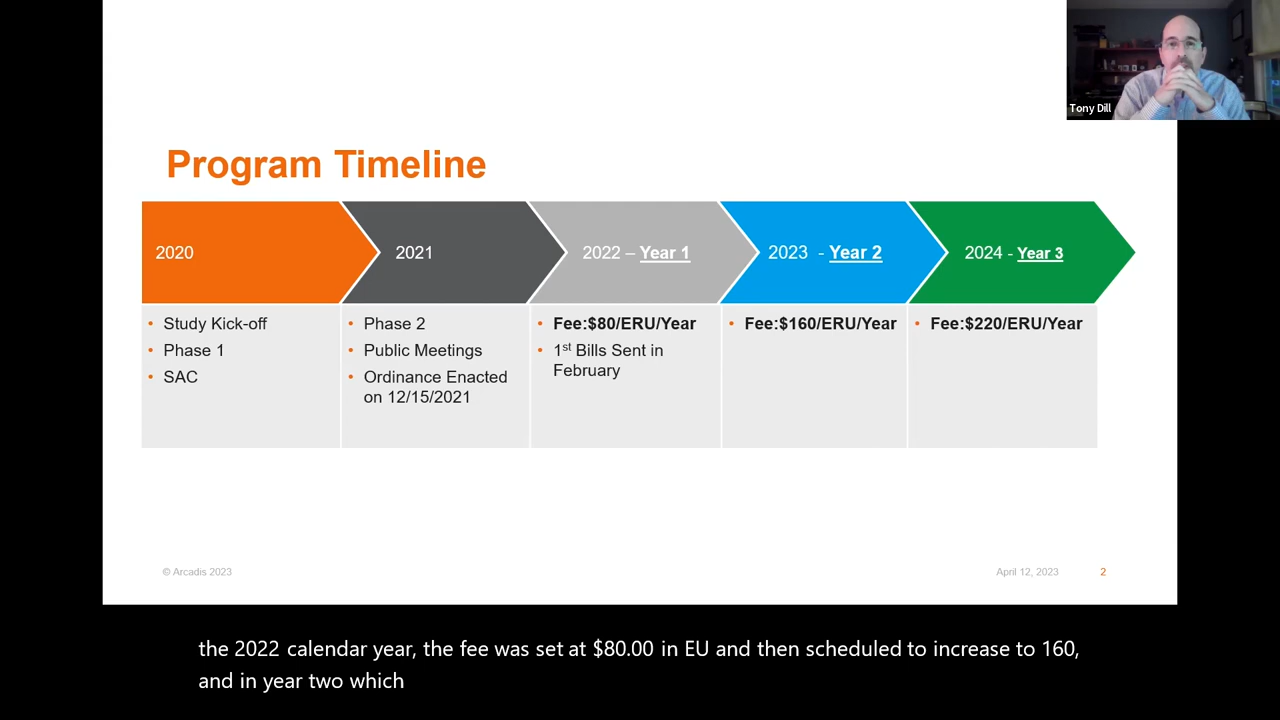 Tony Dill
Program Timeline
2020
2021
2022 – Year 1
2023 - Year 2
2024 - Year 3
• Study Kick-off
• Phase 1
• SAC
• Phase 2
• Public Meetings
• Ordinance Enacted
on 12/15/2021
• Fee:$80/ERU/Year
• 1st Bills Sent in
February
• Fee:$160/ERU/Year
• Fee:$220/ERU/Year
© Arcadis 2023
April 12, 2023
2
the 2022 calendar year, the fee was set at $80.00 in EU and then scheduled to increase to 160,
and in year two which